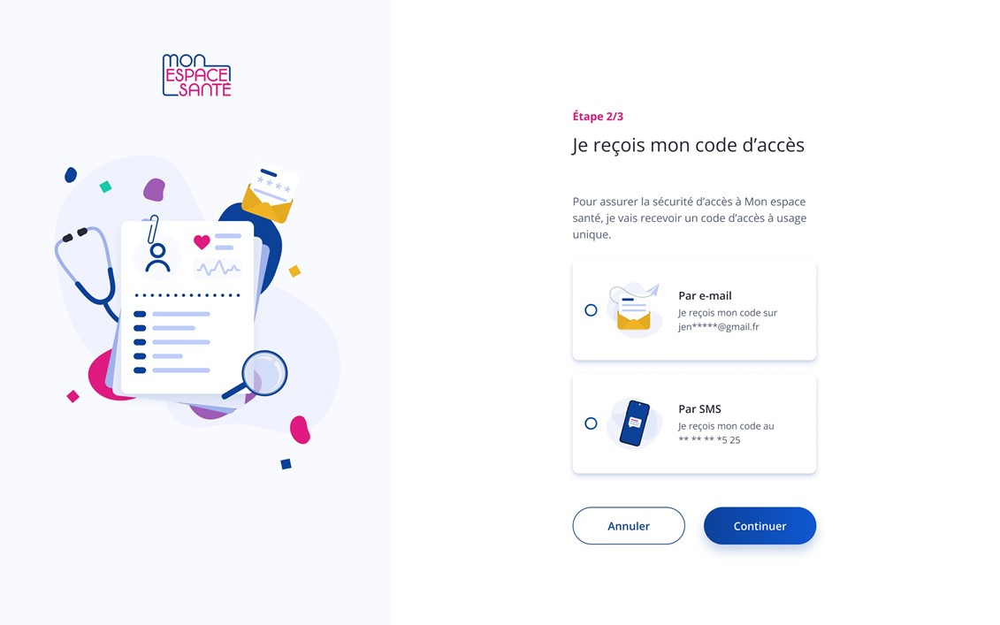 mon
ESPACE
SANTÉ
Étape 2/3
Je reçois mon code d’accès
Pour assurer la sécurité d’accès à Mon espace
santé, je vais recevoir un code d’accès à usage
unique.
Par e-mail
Je reçois mon code sur
jen*****@gmail.fr
Par SMS
Je reçois mon code au
** ** ** *5 25
Annuler
Continuer